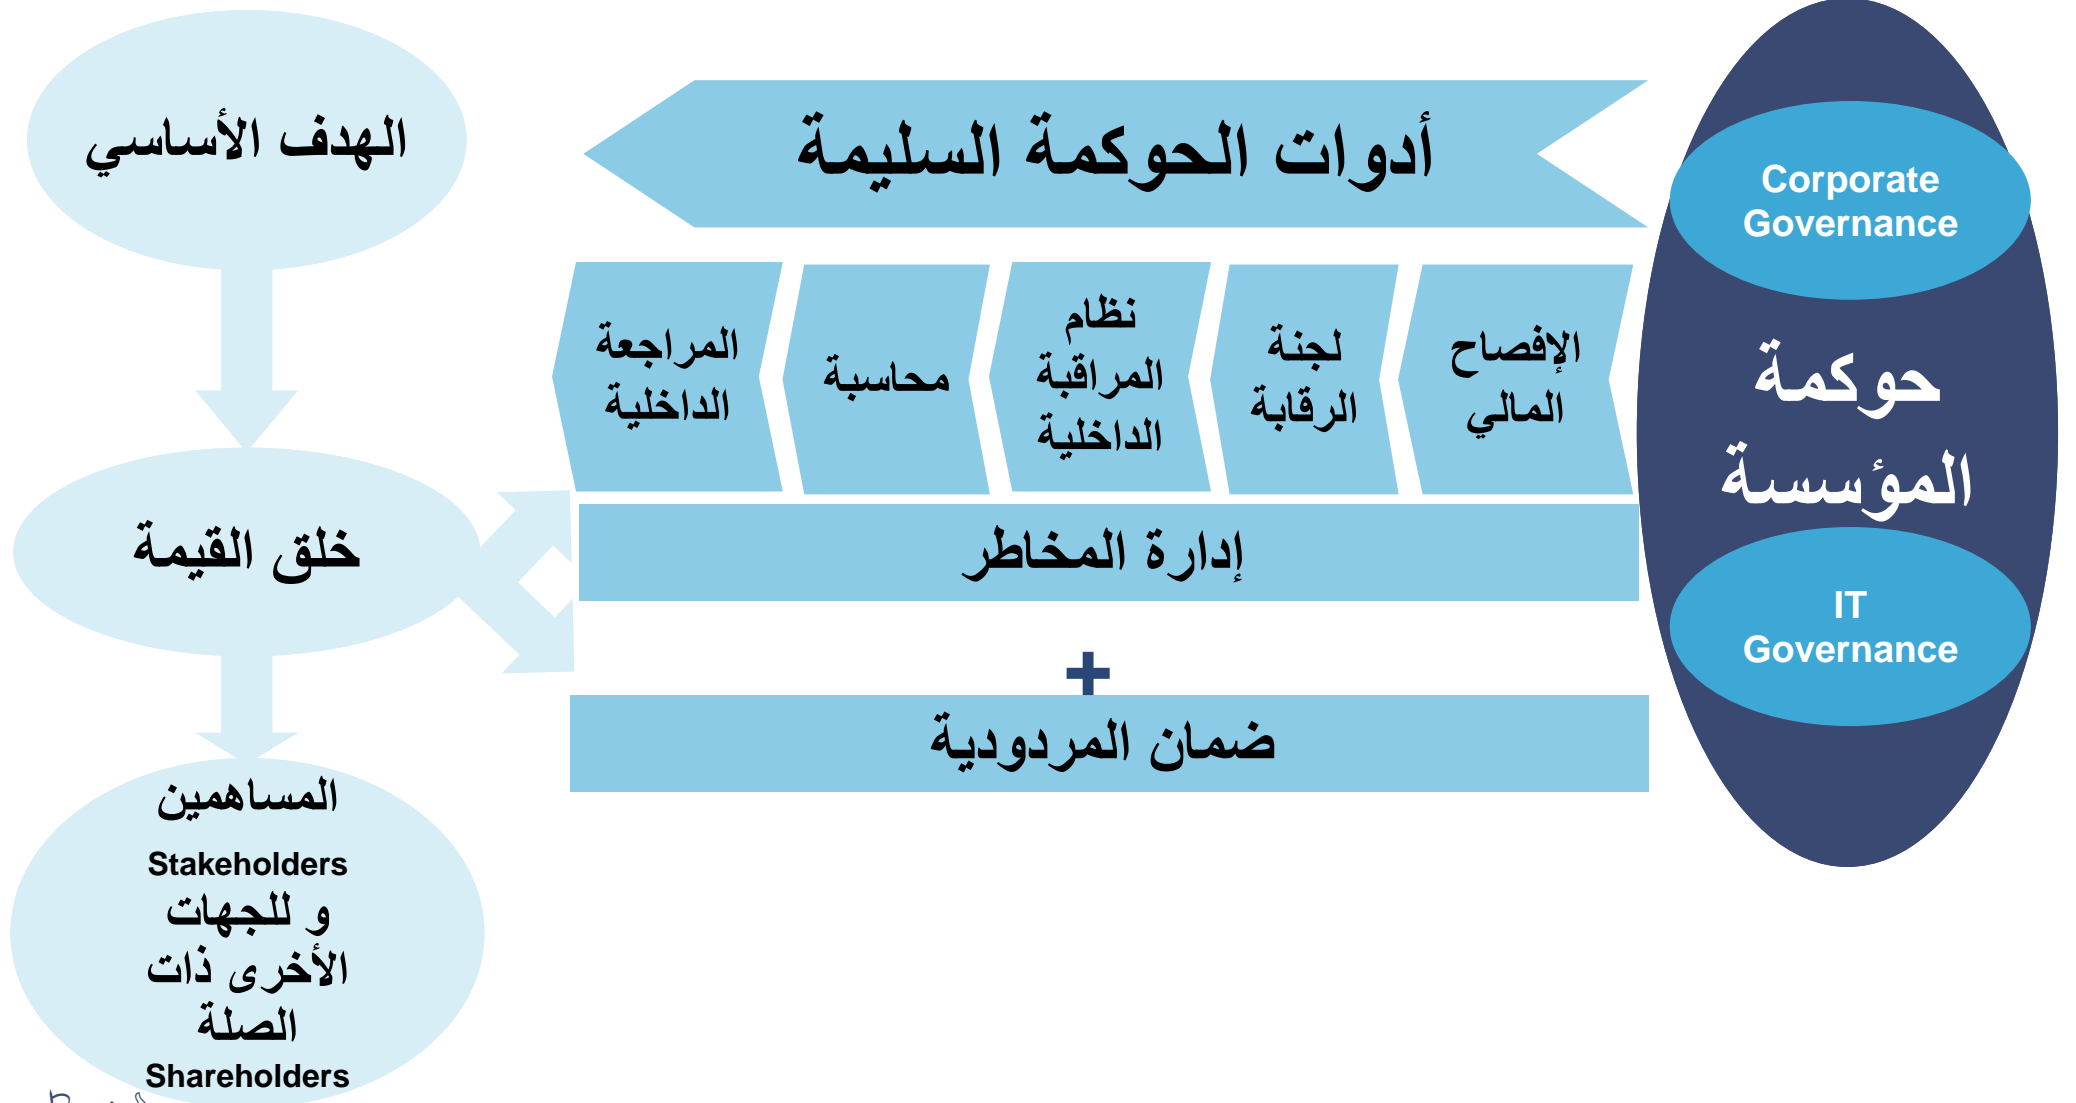 Corporate
Governance
حوكمة
المؤسسة
IT
Governance
أدوات الحوكمة السليمة
الإفصاح
المالي
لجنة
الرقابة
نظام
المراقبة
الداخلية
محاسبة
المراجعة
الداخلية
إدارة المخاطر
+
ضمان المردودية
الهدف الأساسي
خلق القيمة
المساهمين
Stakeholders
و للجهات
الأخرى ذات
الصلة
Shareholders